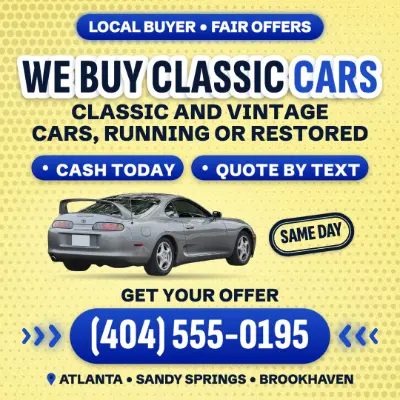 LOCAL BUYER • FAIR OFFERS
WE BUY CLASSIC CARS
CLASSIC AND VINTAGE
CARS, RUNNING OR RESTORED
• CASH TODAY
• QUOTE BY TEXT
SAME DAY
GET YOUR OFFER
(404) 555-0195
ATLANTA • SANDY SPRINGS • BROOKHAVEN